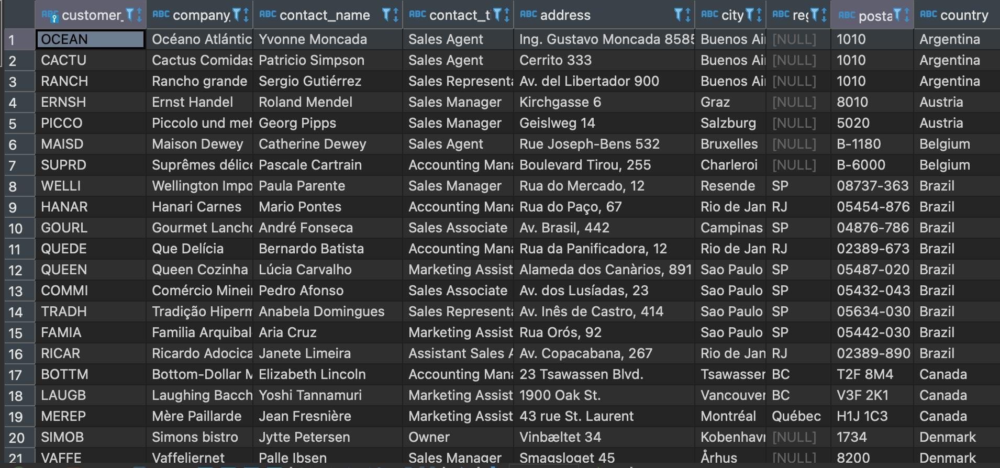 ABC customer_ ABC company_ ABC contact_name ABC contact_t ABC address ABC city ABC re ABC posta ABC country
1 OCEAN Océano Atlántic Yvonne Moncada Sales Agent Ing. Gustavo Moncada 8585 Buenos Ai [NULL] 1010 Argentina
2 CACTU Cactus Comidas Patricio Simpson Sales Agent Cerrito 333 Buenos Ai [NULL] 1010 Argentina
3 RANCH Rancho grande Sergio Gutiérrez Sales Representa Av. del Libertador 900 Buenos Ai [NULL] 1010 Argentina
4 ERNSH Ernst Handel Roland Mendel Sales Manager Kirchgasse 6 Graz [NULL] 8010 Austria
5 PICCO Piccolo und meh Georg Pipps Sales Manager Geislweg 14 Salzburg [NULL] 5020 Austria
6 MAISD Maison Dewey Catherine Dewey Sales Agent Rue Joseph-Bens 532 Bruxelles [NULL] B-1180 Belgium
7 SUPRD Suprêmes délice Pascale Cartrain Accounting Mana Boulevard Tirou, 255 Charleroi [NULL] B-6000 Belgium
8 WELLI Wellington Impo Paula Parente Sales Manager Rua do Mercado, 12 Resende SP 08737-363 Brazil
9 HANAR Hanari Carnes Mario Pontes Accounting Mana Rua do Paço, 67 Rio de Jan RJ 05454-876 Brazil
10 GOURL Gourmet Lancho André Fonseca Sales Associate Av. Brasil, 442 Campinas SP 04876-786 Brazil
11 QUEDE Que Delícia Bernardo Batista Accounting Mana Rua da Panificadora, 12 Rio de Jan RJ 02389-673 Brazil
12 QUEEN Queen Cozinha Lúcia Carvalho Marketing Assist Alameda dos Canàrios, 891 Sao Paulo SP 05487-020 Brazil
13 COMMI Comércio Minei Pedro Afonso Sales Associate Av. dos Lusíadas, 23 Sao Paulo SP 05432-043 Brazil
14 TRADH Tradição Hiperm Anabela Domingues Sales Representa Av. Inês de Castro, 414 Sao Paulo SP 05634-030 Brazil
15 FAMIA Familia Arquibal Aria Cruz Marketing Assist Rua Orós, 92 Sao Paulo SP 05442-030 Brazil
16 RICAR Ricardo Adocica Janete Limeira Assistant Sales A Av. Copacabana, 267 Rio de Jan RJ 02389-890 Brazil
17 BOTTM Bottom-Dollar M Elizabeth Lincoln Accounting Mana 23 Tsawassen Blvd. Tsawassen BC T2F 8M4 Canada
18 LAUGB Laughing Bacch Yoshi Tannamuri Marketing Assist 1900 Oak St. Vancouver BC V3F 2K1 Canada
19 MEREP Mère Paillarde Jean Fresnière Marketing Assist 43 rue St. Laurent Montréal Québec H1J 1C3 Canada
20 SIMOB Simons bistro Jytte Petersen Owner Vinbæltet 34 Kobenhavn [NULL] 1734 Denmark
21 VAFFE Vaffeljernet Palle Ibsen Sales Manager Smagsloget 45 Århus [NULL] 8200 Denmark